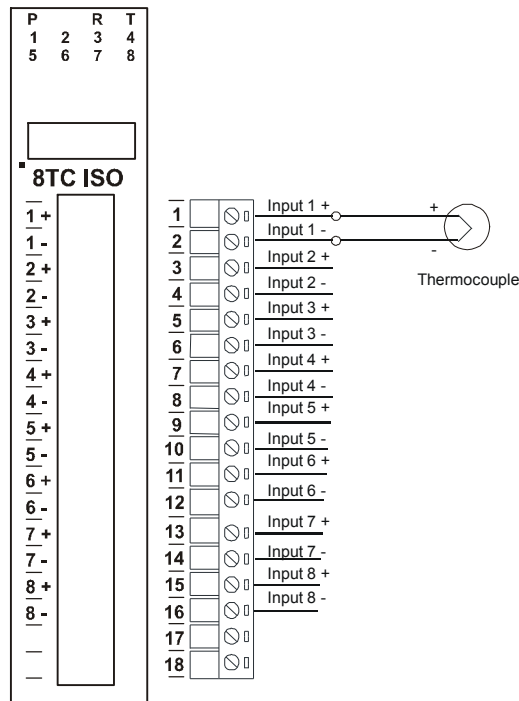 P R T
1 2 3 4
5 6 7 8
8TC ISO
1 +
1 -
2 +
2 -
3 +
3 -
4 +
4 -
5 +
5 -
6 +
6 -
7 +
7 -
8 +
8 -
1 Input 1 + +
2 Input 1 - -
3 Input 2 +
4 Input 2 -
5 Input 3 +
6 Input 3 -
7 Input 4 +
8 Input 4 -
9 Input 5 +
10 Input 5 -
11 Input 6 +
12 Input 6 -
13 Input 7 +
14 Input 7 -
15 Input 8 +
16 Input 8 -
17
18
Thermocouple